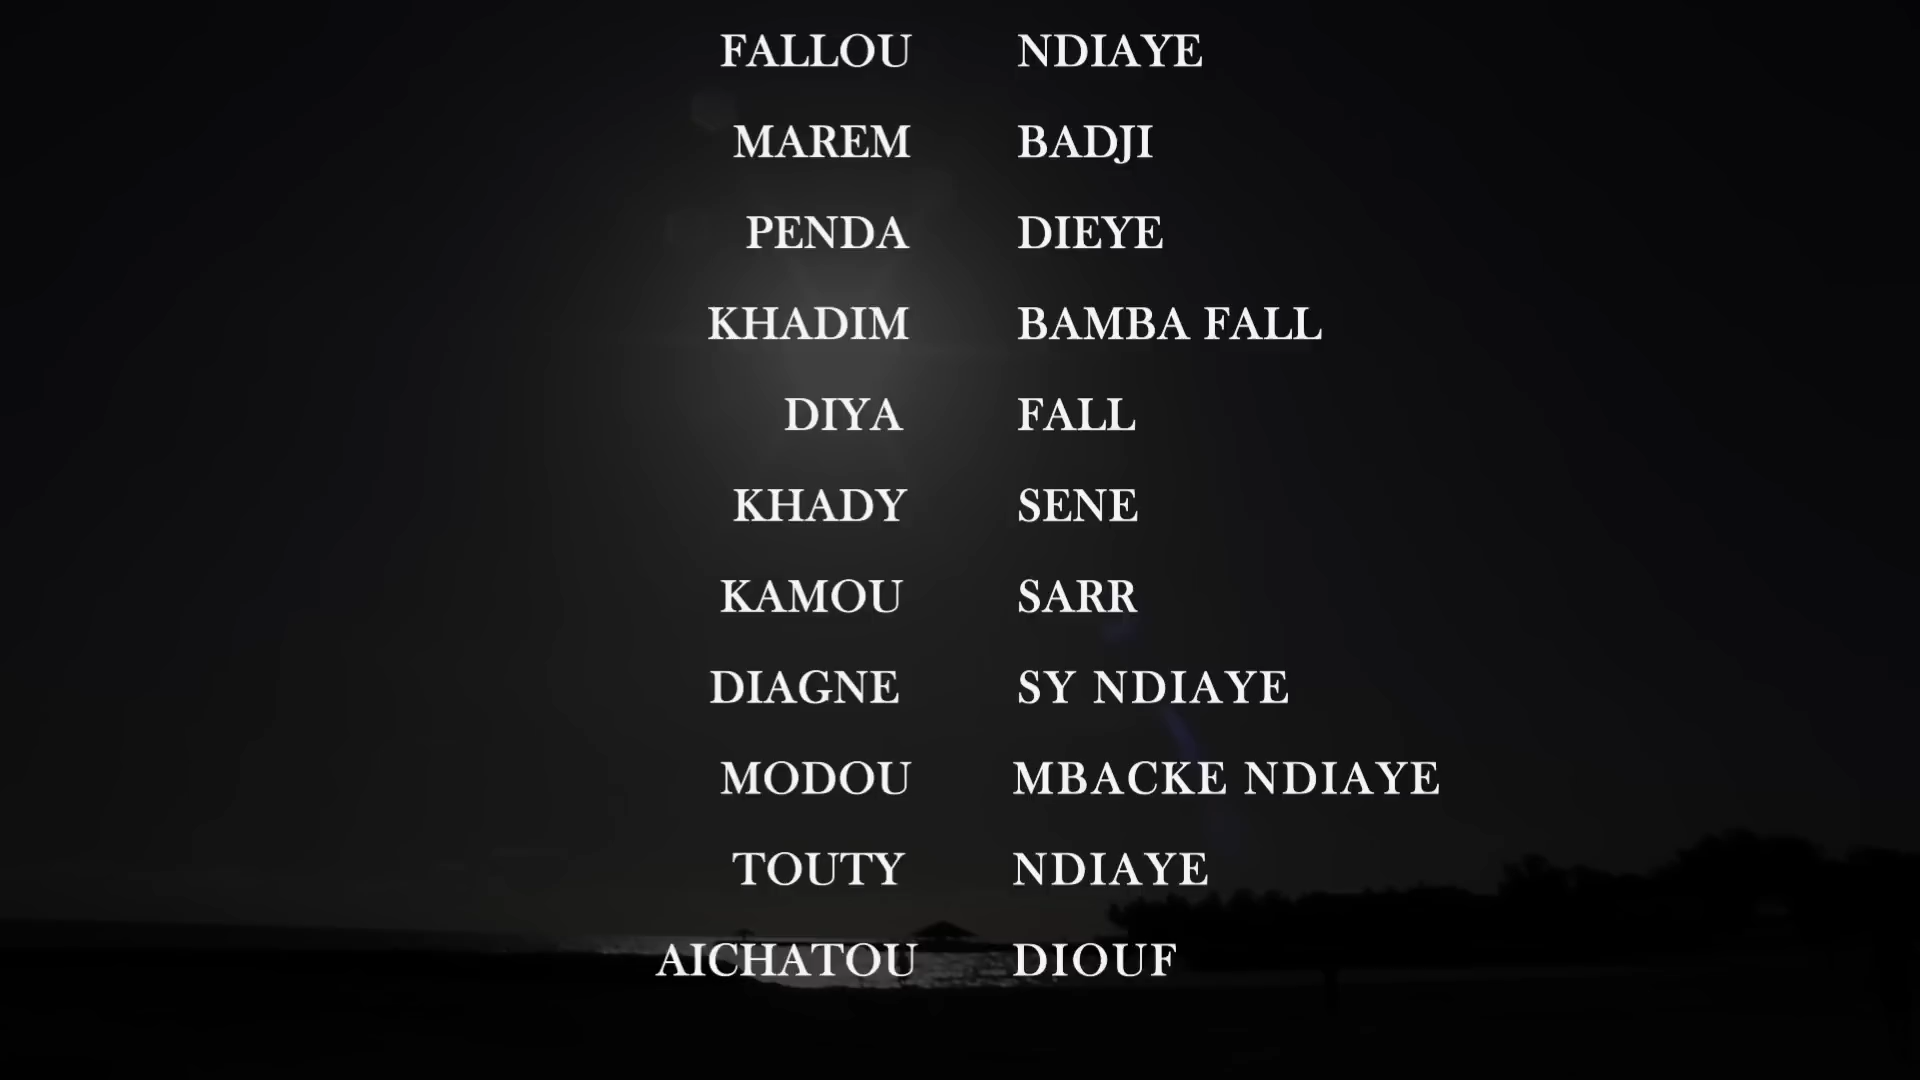 FALLOU NDIAYE
MAREM BADJI
PENDA DIEYE
KHADIM BAMBA FALL
DIYA FALL
KHADY SENE
KAMOU SARR
DIAGNE SY NDIAYE
MODOU MBACKE NDIAYE
TOUTY NDIAYE
AICHATOU DIOUF